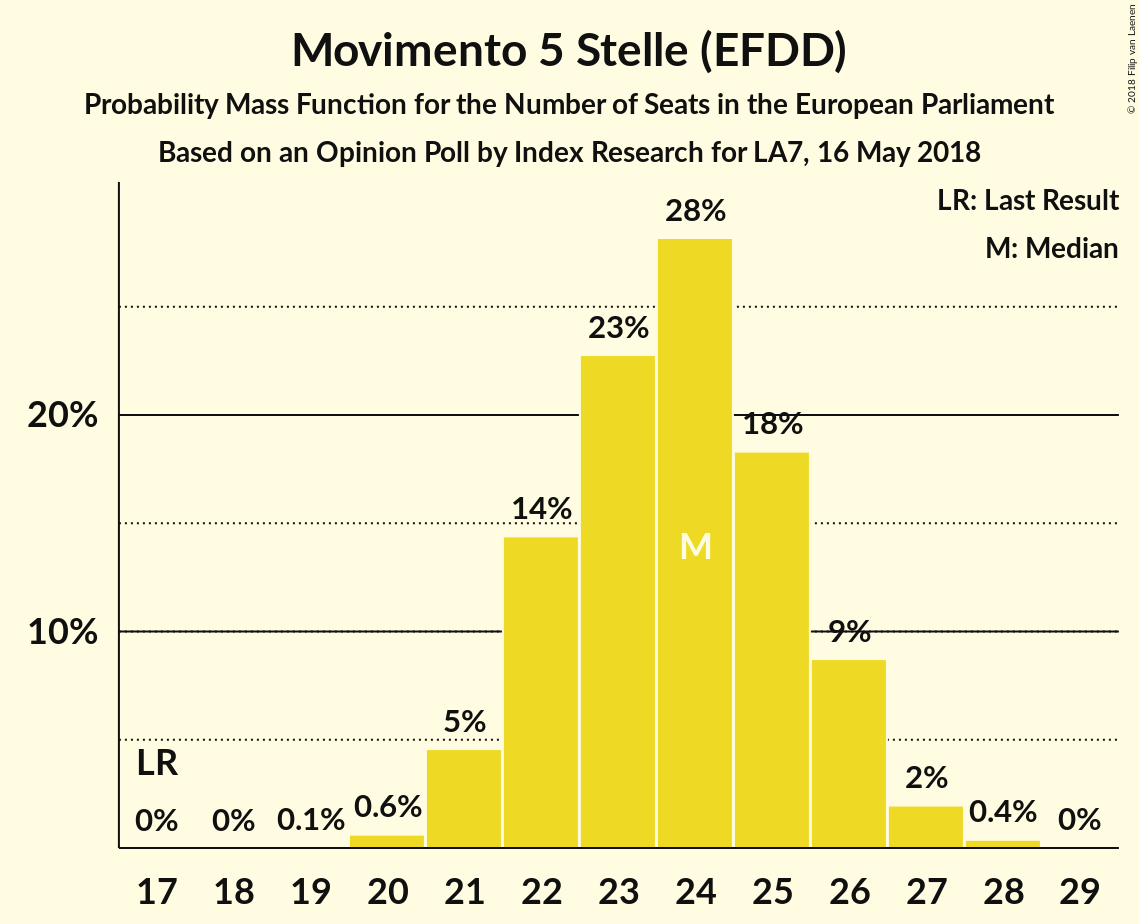 Movimento 5 Stelle (EFDD)
Probability Mass Function for the Number of Seats in the European Parliament
Based on an Opinion Poll by Index Research for LA7, 16 May 2018
© 2018 Filip van Laenen
LR: Last Result
M: Median
28%
23%
20%
18%
14%
M
10%
9%
5%
LR
2%
0% 0% 0.1% 0.6% 0.4% 0%
17 18 19 20 21 22 23 24 25 26 27 28 29